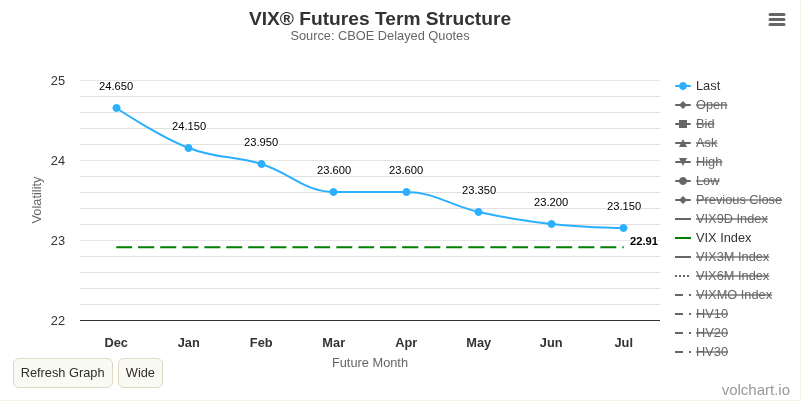 VIX® Futures Term Structure
Source: CBOE Delayed Quotes
25
24
23
22
Volatility
24.650
24.150
23.950
23.600
23.600
23.350
23.200
23.150
22.91
Dec Jan Feb Mar Apr May Jun Jul
Future Month
Last
Open
Bid
Ask
High
Low
Previous Close
VIX9D Index
VIX Index
VIX3M Index
VIX6M Index
VIXMO Index
HV10
HV20
HV30
Refresh Graph Wide
volchart.io